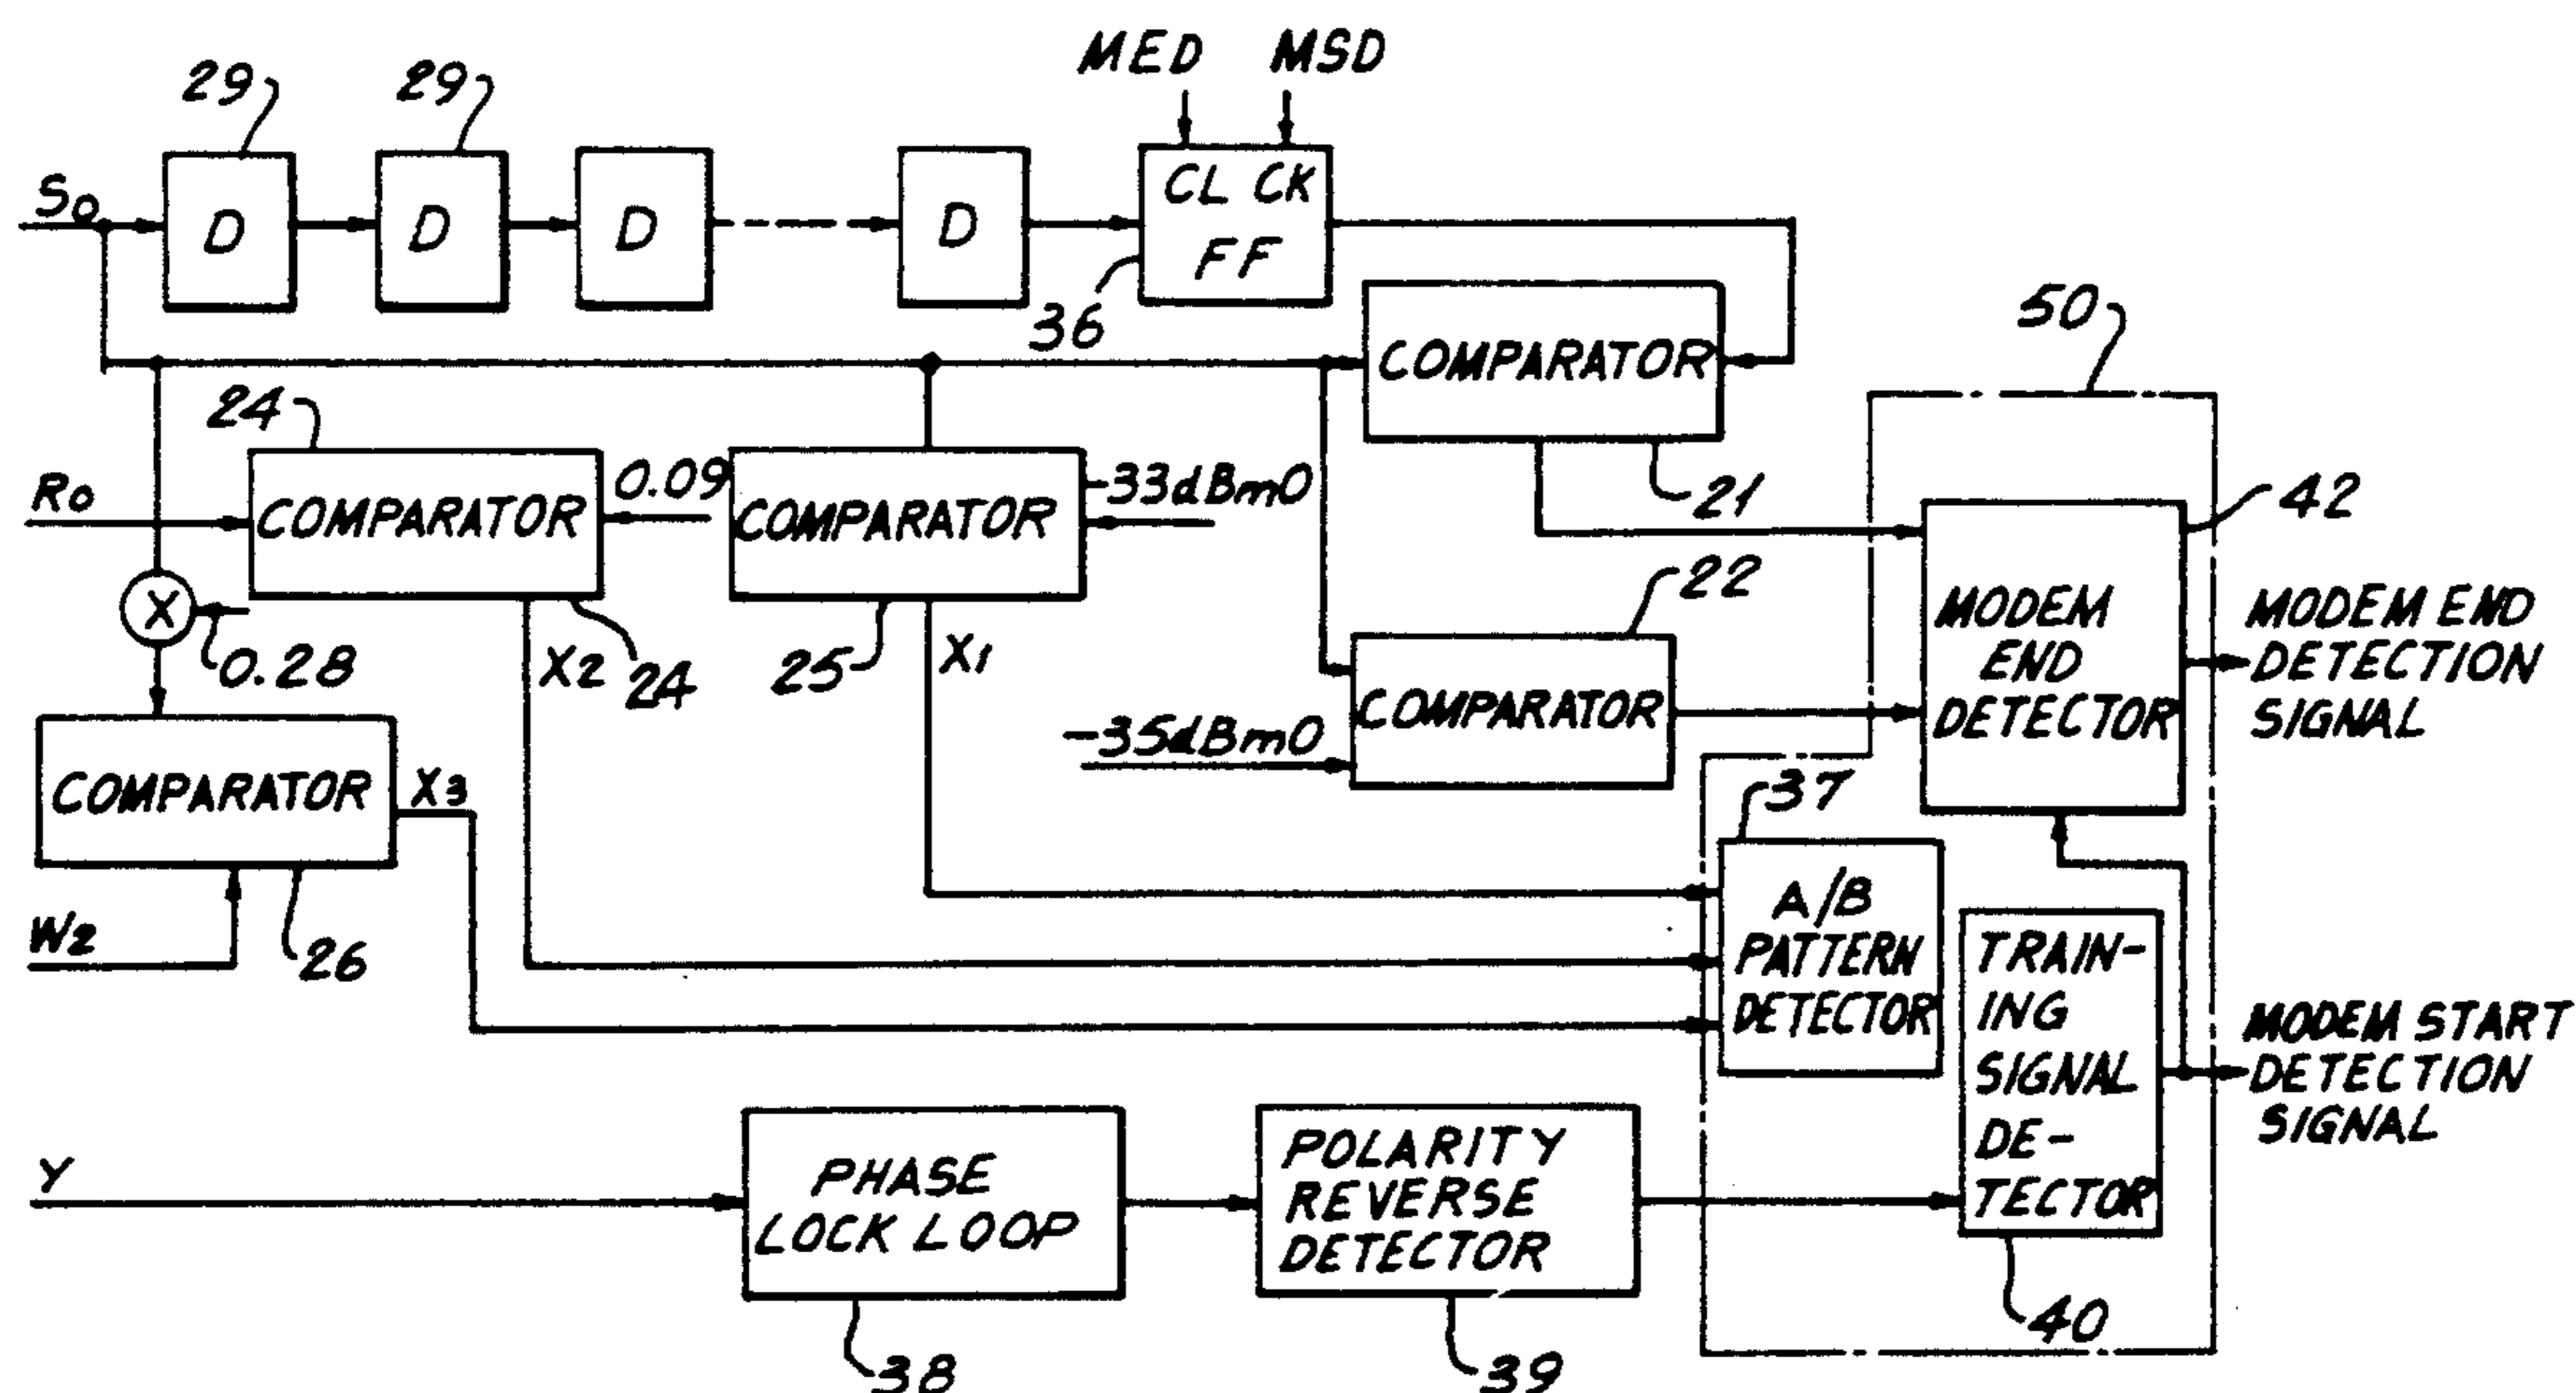 MED MSD
29 29
S0
D D D D
CL CK
FF
36
50
COMPARATOR
21
24
R0
COMPARATOR
0.09
COMPARATOR
-33dBm0
42
22
X
0.28
X2
24
25
X1
MODEM
END
DETECTOR
MODEM END
DETECTION
SIGNAL
COMPARATOR
-35dBm0
COMPARATOR
X3
37
W2
26
A/B
PATTERN
DETECTOR
TRAIN-
ING
SIGNAL
DE-
TECTOR
MODEM START
DETECTION
SIGNAL
Y
PHASE
LOCK LOOP
POLARITY
REVERSE
DETECTOR
40
38
39